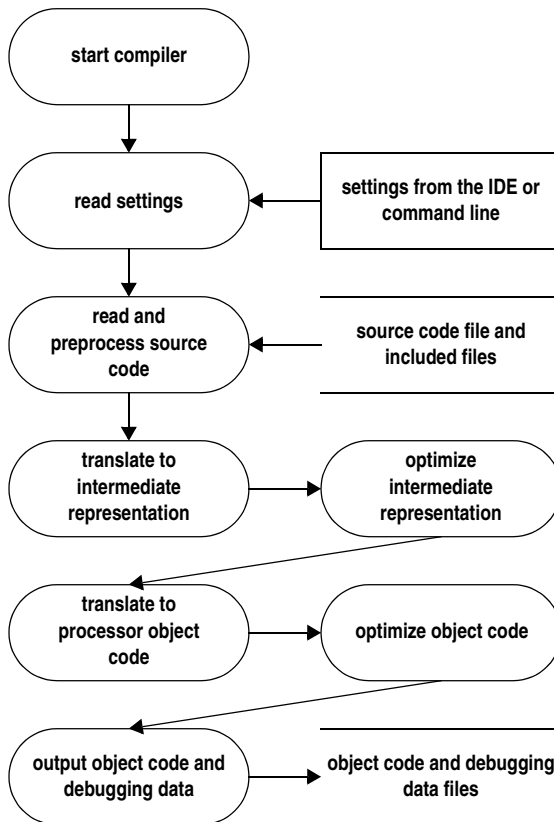 start compiler
read settings
settings from the IDE or
command line
read and
preprocess source
code
source code file and
included files
translate to
intermediate
representation
optimize
intermediate
representation
translate to
processor object
code
optimize object code
output object code and
debugging data
object code and debugging
data files